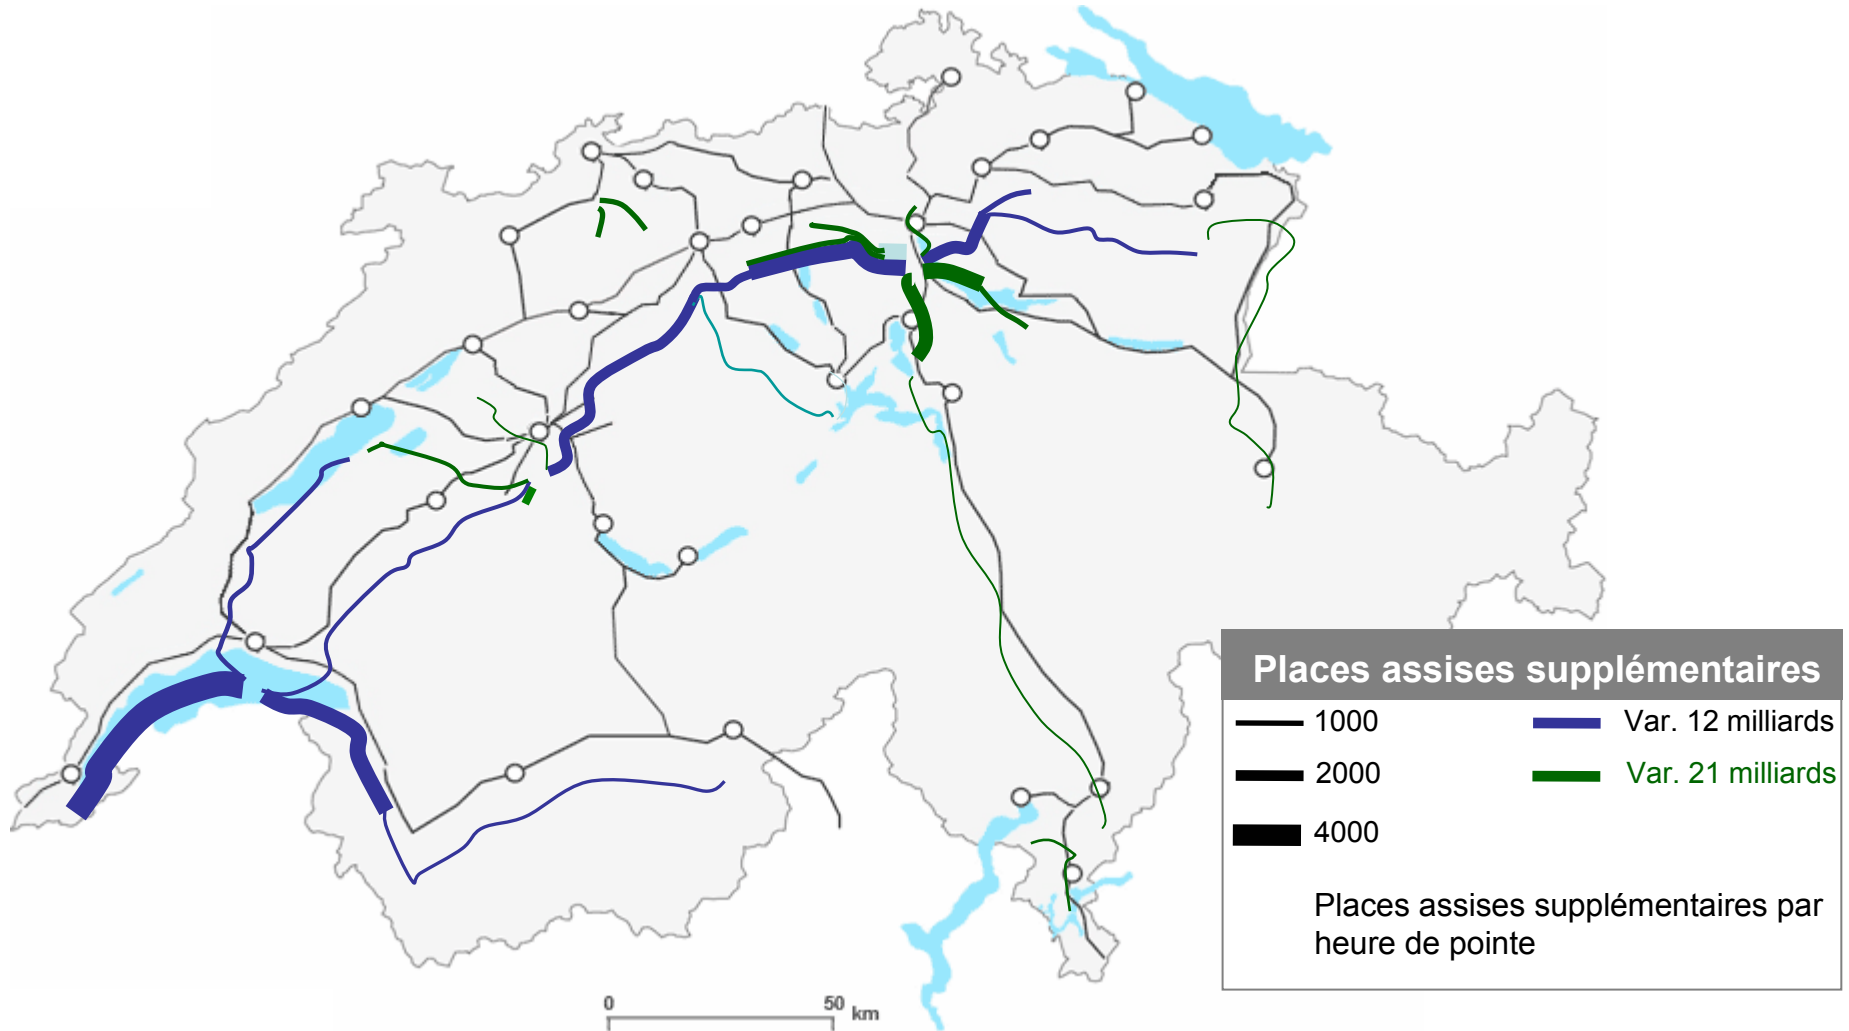 Places assises supplémentaires
1000
Var. 12 milliards
2000
Var. 21 milliards
4000
Places assises supplémentaires par
heure de pointe
0 50 km